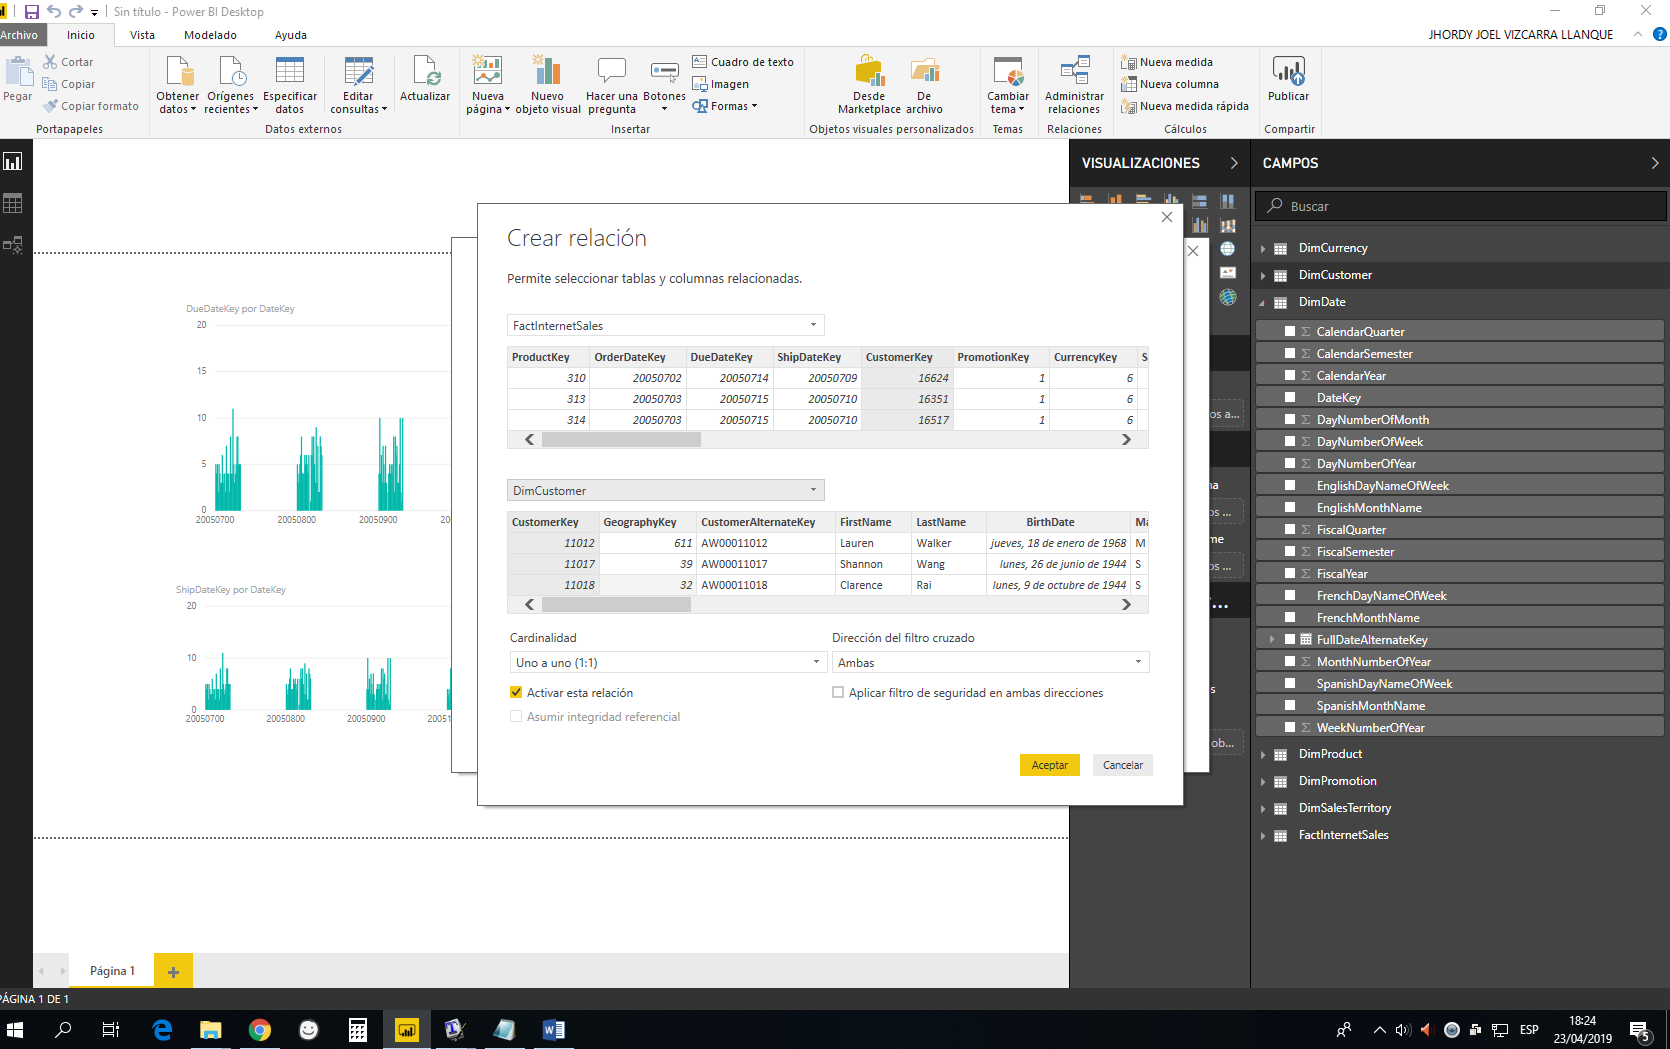 Sin título - Power BI Desktop
Archivo
Inicio
Vista
Modelado
Ayuda
JHORDY JOEL VIZCARRA LLANQUE
Pegar
Cortar
Copiar
Copiar formato
Portapapeles
Obtener datos
Orígenes recientes
Especificar datos
Datos externos
Editar consultas
Actualizar
Nueva página
Nuevo objeto visual
Hacer una pregunta
Botones
Cuadro de texto
Imagen
Formas
Insertar
Desde Marketplace
De archivo
Objetos visuales personalizados
Cambiar tema
Temas
Administrar relaciones
Relaciones
Nueva medida
Nueva columna
Nueva medida rápida
Cálculos
Publicar
Compartir
DueDateKey por DateKey
20
15
10
5
0
20050700
20050800
20050900
20
ShipDateKey por DateKey
20
10
0
20050700
20050800
20050900
20051
Crear relación
Permite seleccionar tablas y columnas relacionadas.
FactInternetSales
ProductKey OrderDateKey DueDateKey ShipDateKey CustomerKey PromotionKey CurrencyKey S
310 20050702 20050714 20050709 16624 1 6
313 20050703 20050715 20050710 16351 1 6
314 20050703 20050715 20050710 16517 1 6
DimCustomer
CustomerKey GeographyKey CustomerAlternateKey FirstName LastName BirthDate Ma
11012 611 AW00011012 Lauren Walker jueves, 18 de enero de 1968 M
11017 39 AW00011017 Shannon Wang lunes, 26 de junio de 1944 S
11018 32 AW00011018 Clarence Rai lunes, 9 de octubre de 1944 S
Cardinalidad
Uno a uno (1:1)
Dirección del filtro cruzado
Ambas
Activar esta relación
Aplicar filtro de seguridad en ambas direcciones
Asumir integridad referencial
Aceptar
Cancelar
VISUALIZACIONES
os a...
na
os ...
me
os ...
...
s
ob...
CAMPOS
Buscar
DimCurrency
DimCustomer
DimDate
CalendarQuarter
CalendarSemester
CalendarYear
DateKey
DayNumberOfMonth
DayNumberOfWeek
DayNumberOfYear
EnglishDayNameOfWeek
EnglishMonthName
FiscalQuarter
FiscalSemester
FiscalYear
FrenchDayNameOfWeek
FrenchMonthName
FullDateAlternateKey
MonthNumberOfYear
SpanishDayNameOfWeek
SpanishMonthName
WeekNumberOfYear
DimProduct
DimPromotion
DimSalesTerritory
FactInternetSales
Página 1
PÁGINA 1 DE 1
ESP
18:24
23/04/2019
5